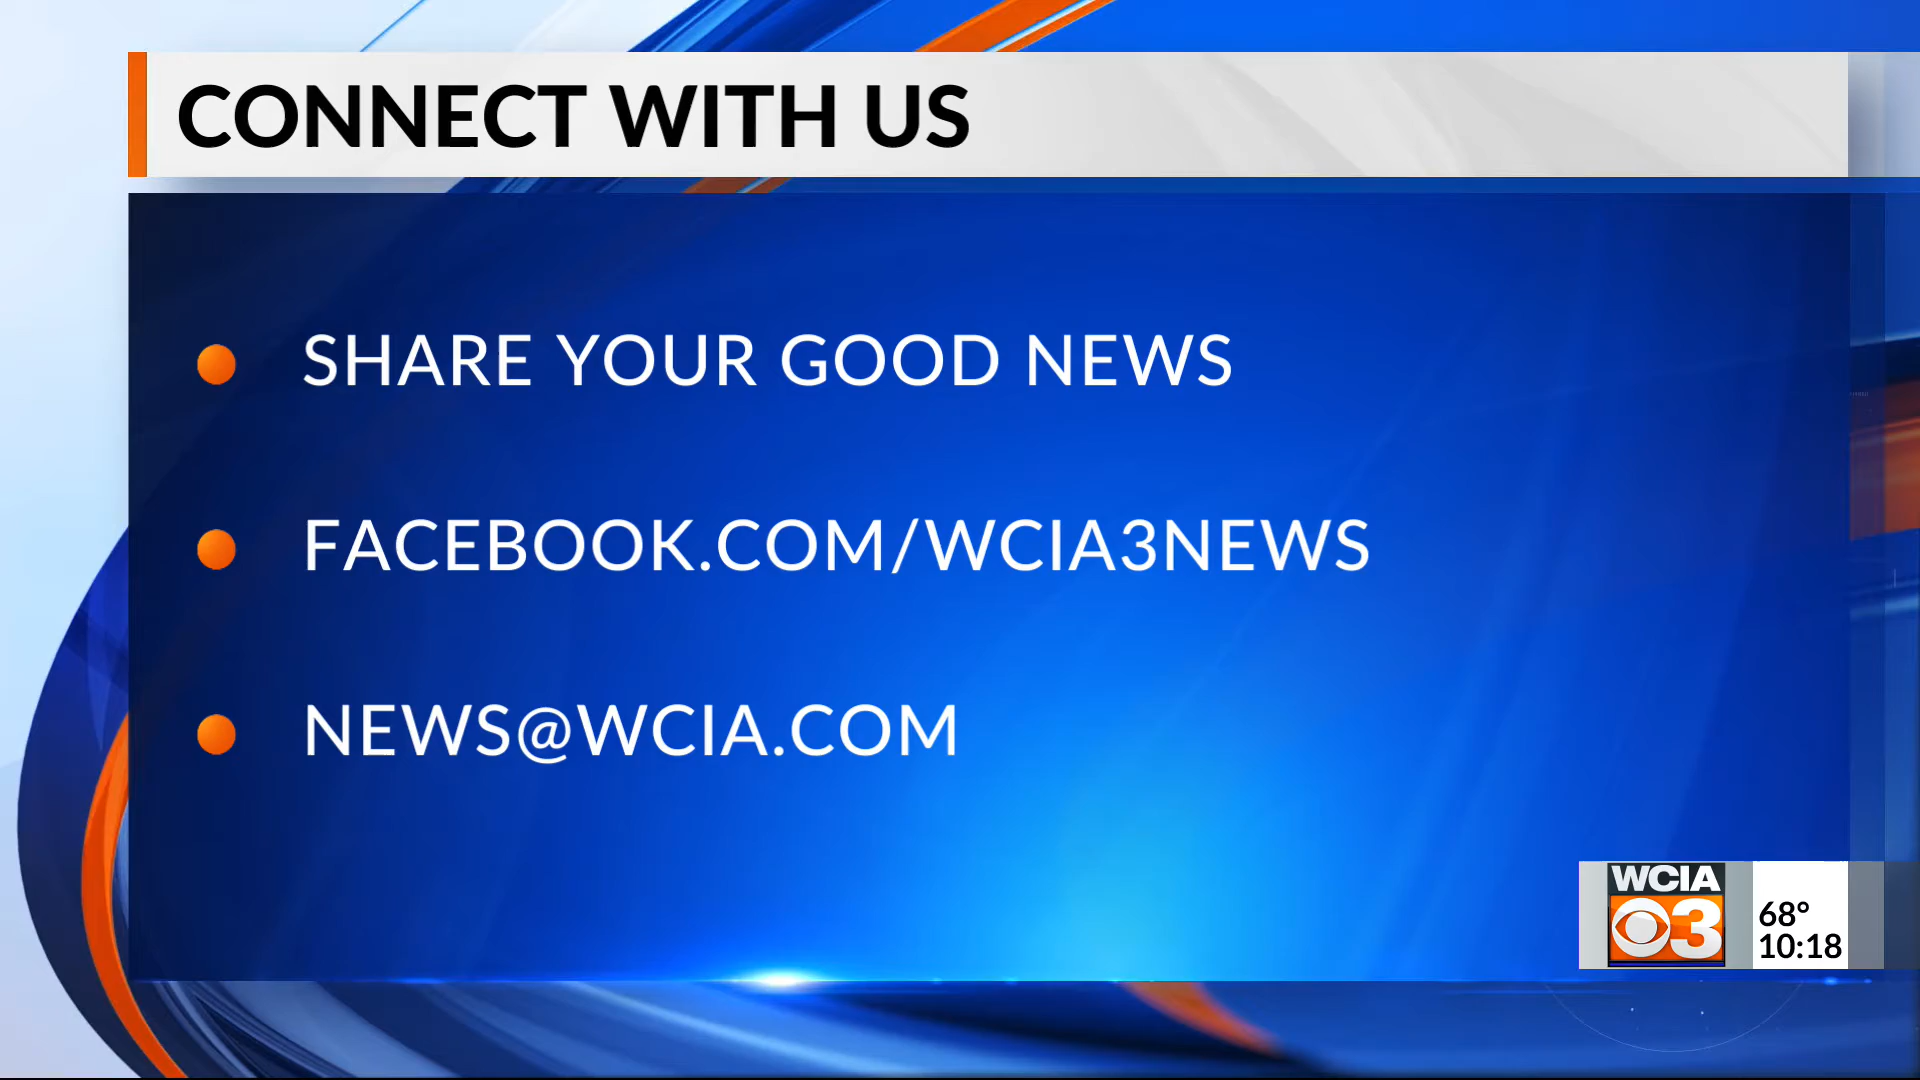 CONNECT WITH US
SHARE YOUR GOOD NEWS
FACEBOOK.COM/WCIA3NEWS
NEWS@WCIA.COM
WCIA
3
68°
10:18